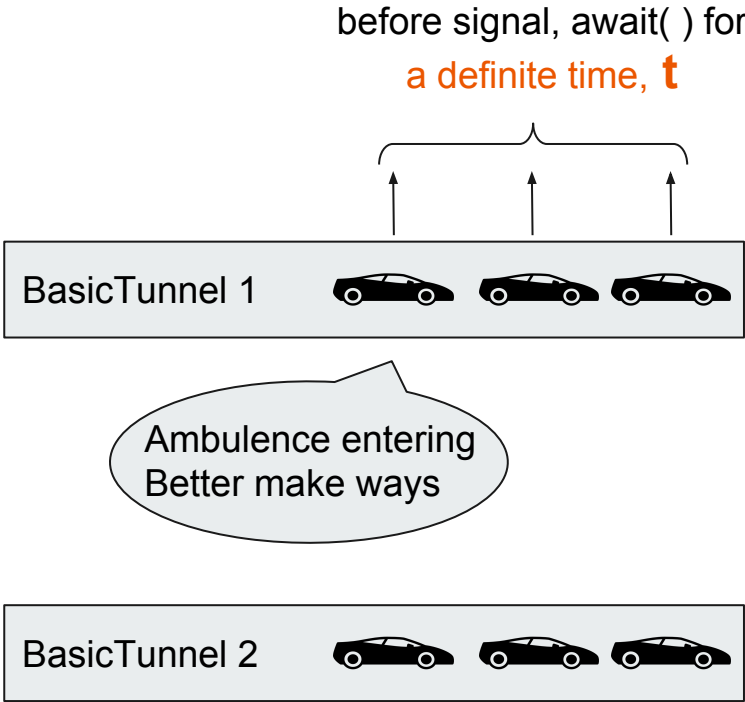 before signal, await( ) for
a definite time, t
BasicTunnel 1
Ambulence entering
Better make ways
BasicTunnel 2